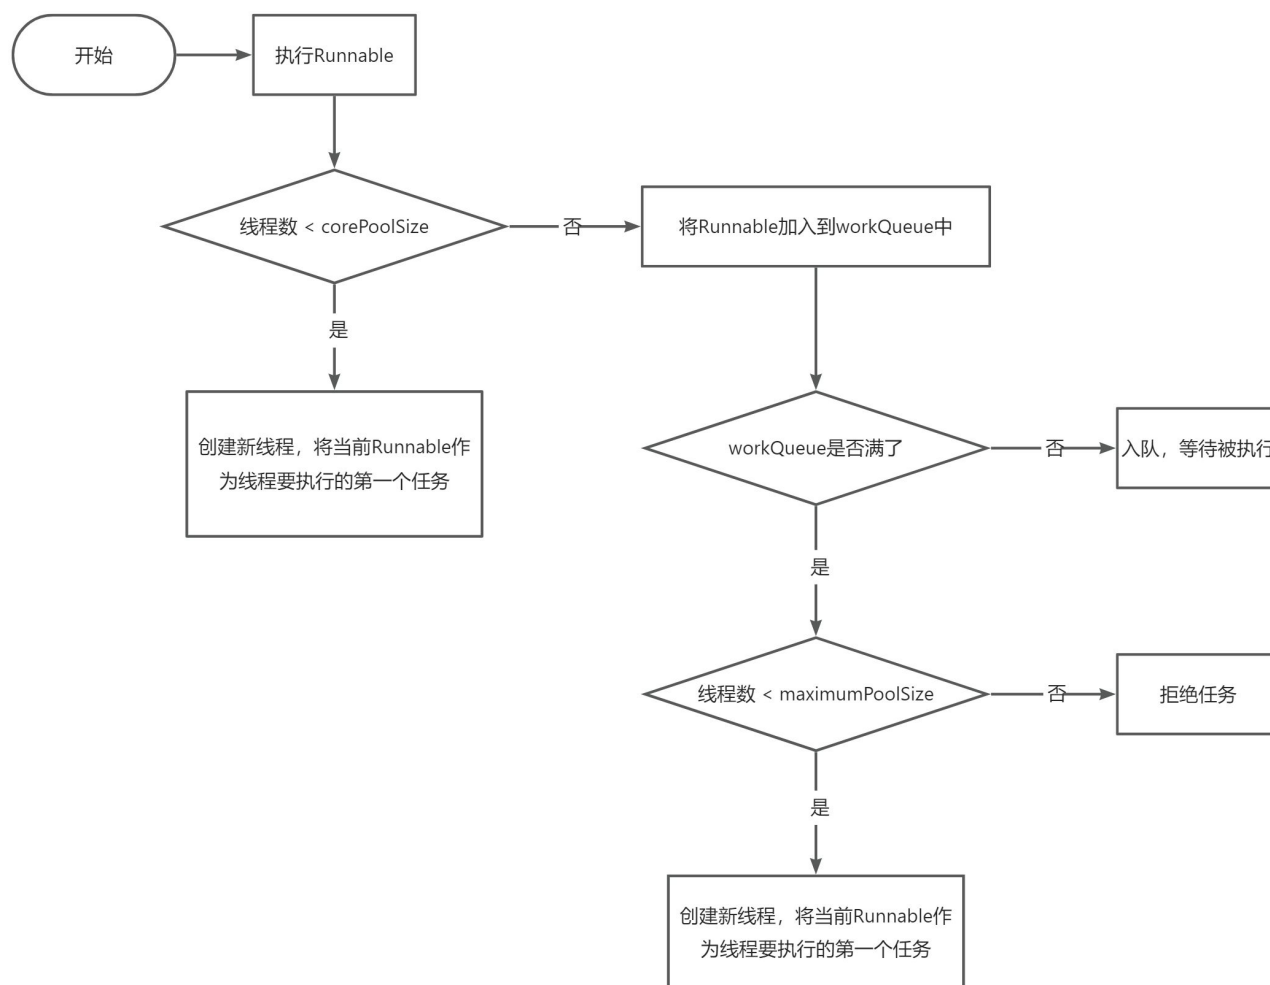 开始
执行Runnable
线程数 < corePoolSize
否
将Runnable加入到workQueue中
是
创建新线程，将当前Runnable作
为线程要执行的第一个任务
workQueue是否满了
否
入队，等待被执行
是
线程数 < maximumPoolSize
否
拒绝任务
是
创建新线程，将当前Runnable作
为线程要执行的第一个任务